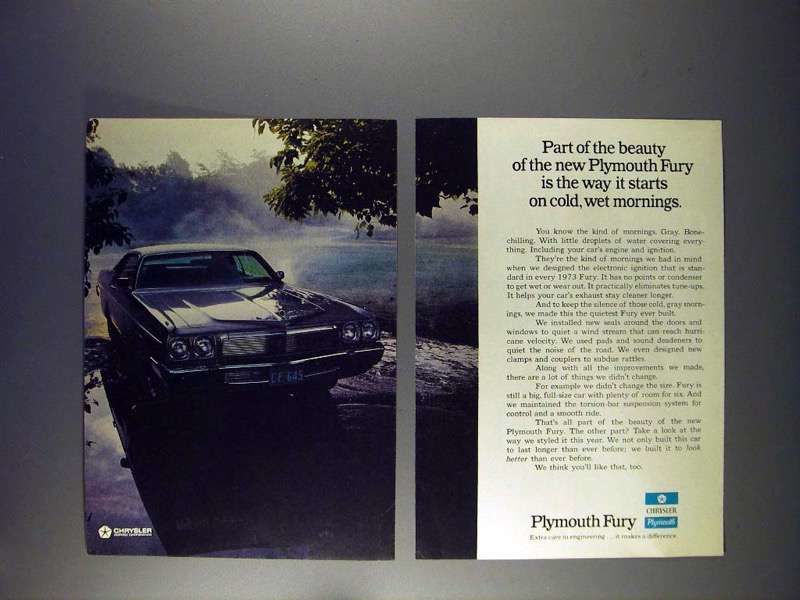 CHRYSLER
Part of the beauty
of the new Plymouth Fury
is the way it starts
on cold, wet mornings.
You know the kind of mornings. Gray. Bone-
chilling. With little droplets of water covering every-
thing. Including your car's engine and ignition.
They're the kind of mornings we had in mind
when we designed the electronic ignition that is stan-
dard in every 1973 Fury. It has no points or condenser
to get wet or wear out. It practically eliminates tune-ups.
It helps your car's exhaust stay cleaner longer.
And to keep the silence of those cold, gray morn-
ings, we made this the quietest Fury ever built.
We installed new seals around the doors and
windows to quiet a wind stream that can reach hurri-
cane velocity. We used pads and sound deadeners to
quiet the noise of the road. We even designed new
clamps and couplers to subdue rattles.
Along with all the improvements we made,
there are a lot of things we didn't change.
For example we didn't change the size. Fury is
still a big, full-size car with plenty of room for six. And
we maintained the torsion-bar suspension system for
control and a smooth ride.
That's all part of the beauty of the new
Plymouth Fury. The other part? Take a look at the
way we styled it this year. We not only built this car
to last longer than ever before; we built it to look
better than ever before.
We think you'll like that, too.
Plymouth Fury
CHRYSLER
Plymouth
Extra care in engineering . . . it makes a difference.